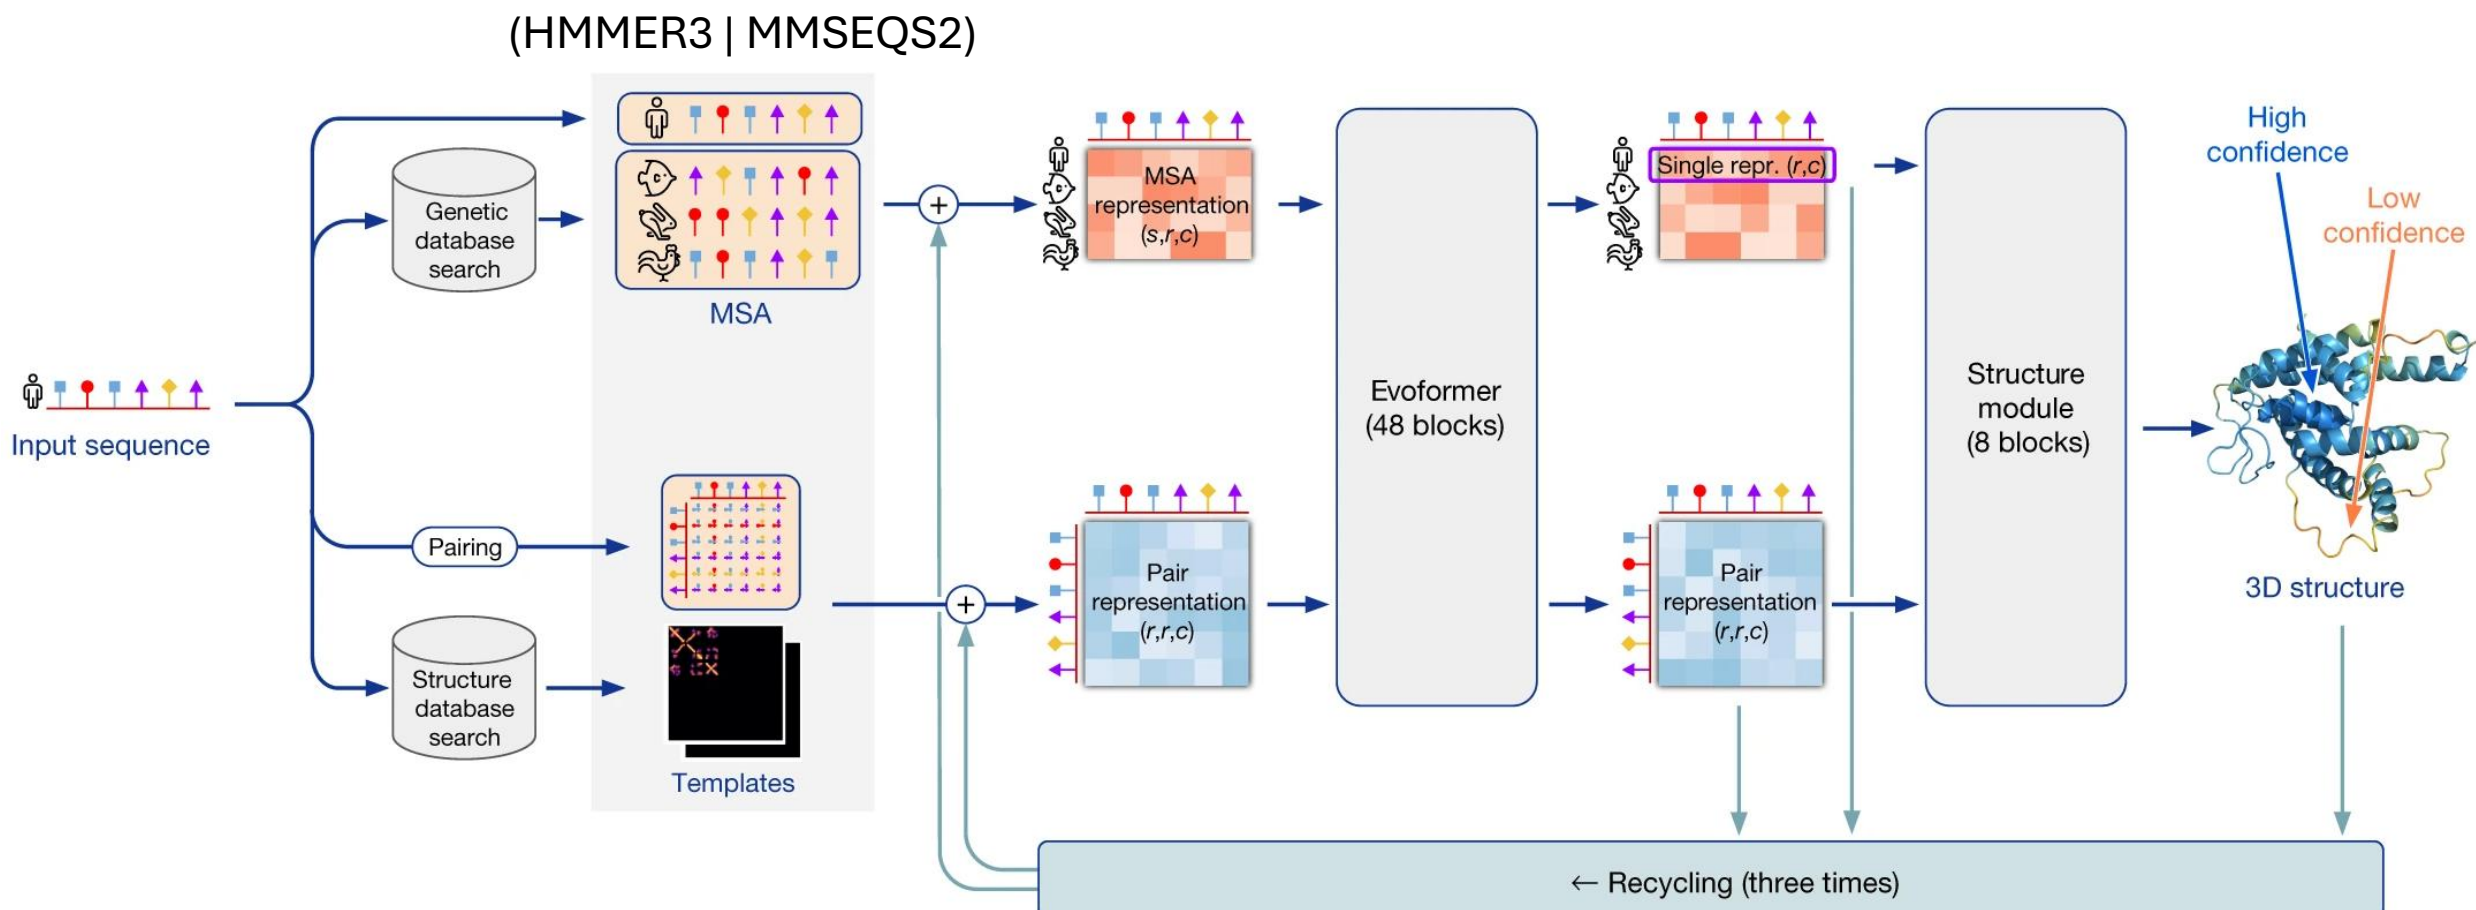 (HMMER3 | MMSEQS2)
Input sequence
Genetic
database
search
Pairing
Structure
database
search
MSA
Templates
+
+
MSA
representation
(s,r,c)
Pair
representation
(r,r,c)
Evoformer
(48 blocks)
Single repr. (r,c)
Pair
representation
(r,r,c)
Structure
module
(8 blocks)
High
confidence
Low
confidence
3D structure
← Recycling (three times)